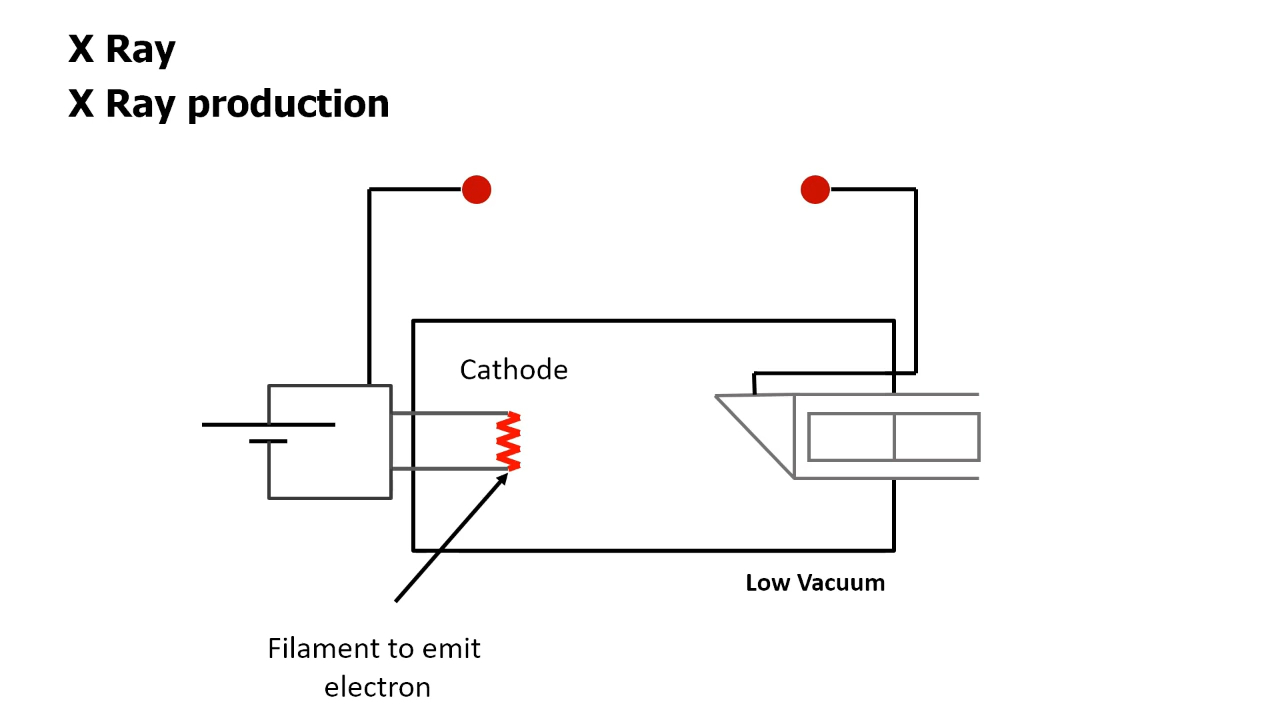 X Ray
X Ray production
Cathode
Low Vacuum
Filament to emit
electron